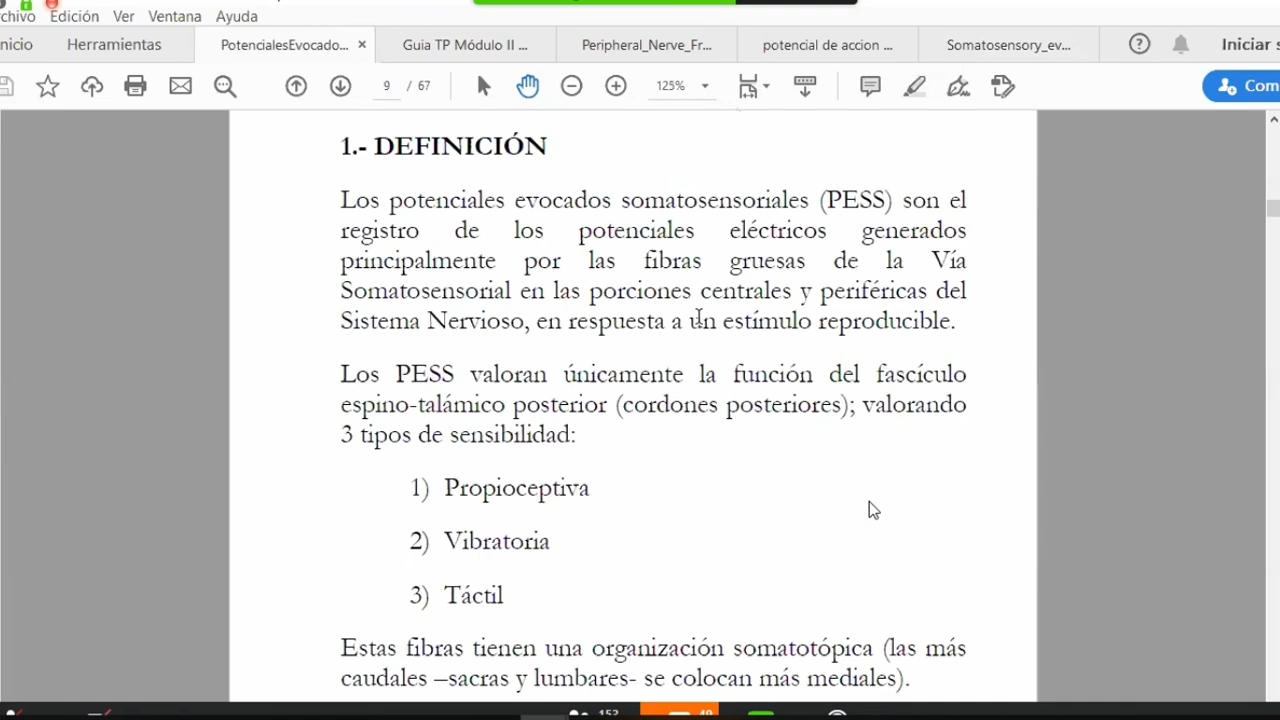 Edición Ver Ventana Ayuda
Herramientas PotencialesEvocado... × Guia TP Módulo II ... Peripheral_Nerve_Fr... potencial de accion ... Somatosensory_ev... Iniciar
9 / 67 125%
1.- DEFINICIÓN
Los potenciales evocados somatosensoriales (PESS) son el
registro de los potenciales eléctricos generados
principalmente por las fibras gruesas de la Vía
Somatosensorial en las porciones centrales y periféricas del
Sistema Nervioso, en respuesta a un estímulo reproducible.
Los PESS valoran únicamente la función del fascículo
espino-talámico posterior (cordones posteriores); valorando
3 tipos de sensibilidad:
1) Propioceptiva
2) Vibratoria
3) Táctil
Estas fibras tienen una organización somatotópica (las más
caudales –sacras y lumbares- se colocan más mediales).